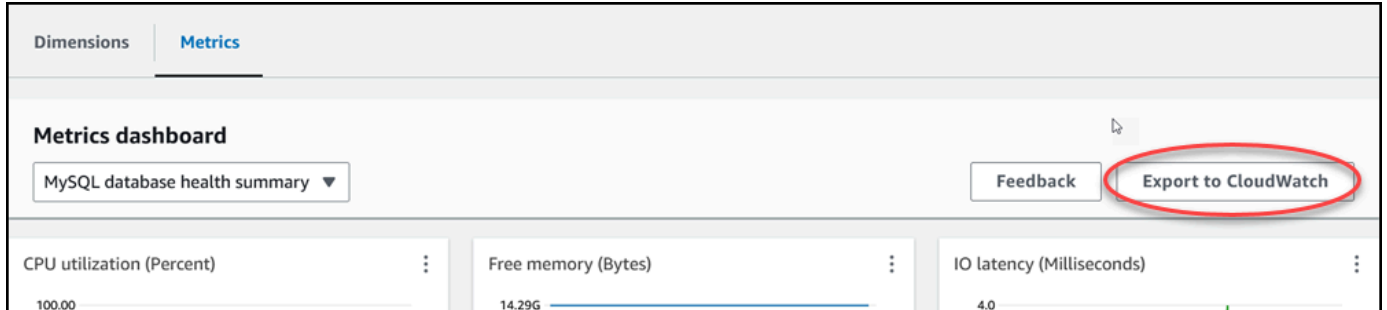 Dimensions Metrics
Metrics dashboard
MySQL database health summary
Feedback Export to CloudWatch
CPU utilization (Percent)
Free memory (Bytes)
IO latency (Milliseconds)
100.00
14.29G
4.0